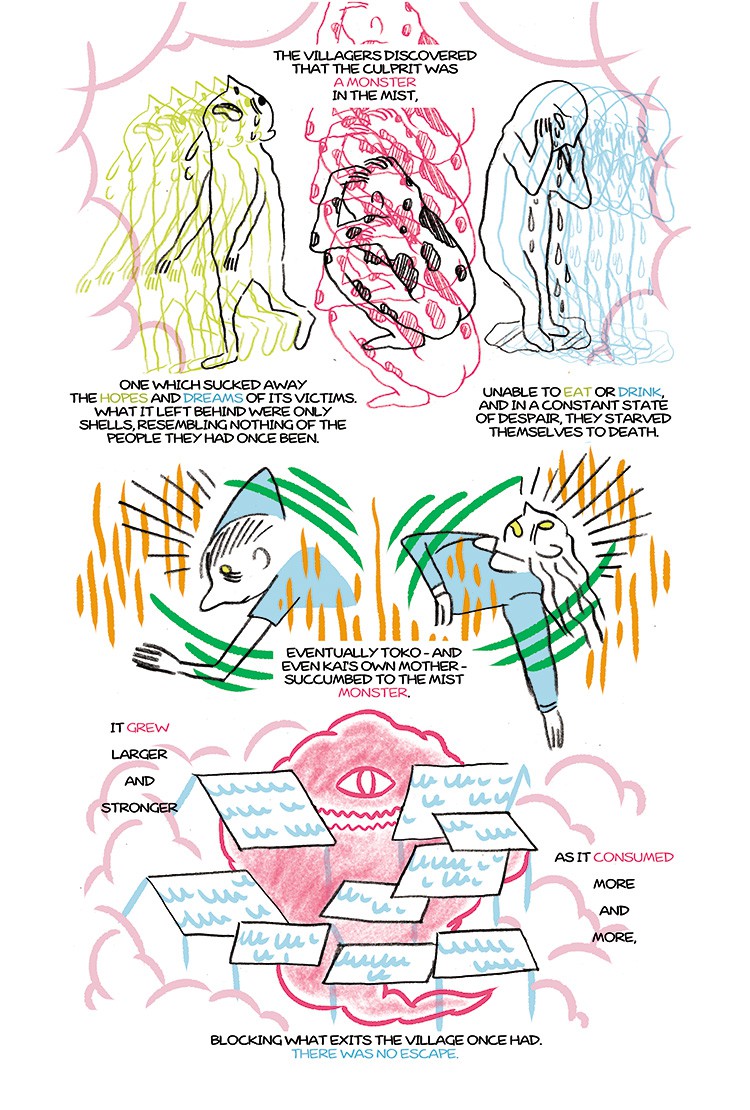 THE VILLAGERS DISCOVERED
THAT THE CULPRIT WAS
A MONSTER
IN THE MIST,
ONE WHICH SUCKED AWAY
THE HOPES AND DREAMS OF ITS VICTIMS.
WHAT IT LEFT BEHIND WERE ONLY
SHELLS, RESEMBLING NOTHING OF THE
PEOPLE THEY HAD ONCE BEEN.
UNABLE TO EAT OR DRINK,
AND IN A CONSTANT STATE
OF DESPAIR, THEY STARVED
THEMSELVES TO DEATH.
EVENTUALLY TOKO - AND
EVEN KAI'S OWN MOTHER -
SUCCUMBED TO THE MIST
MONSTER.
IT GREW
LARGER
AND
STRONGER
AS IT CONSUMED
MORE
AND
MORE,
BLOCKING WHAT EXITS THE VILLAGE ONCE HAD.
THERE WAS NO ESCAPE.